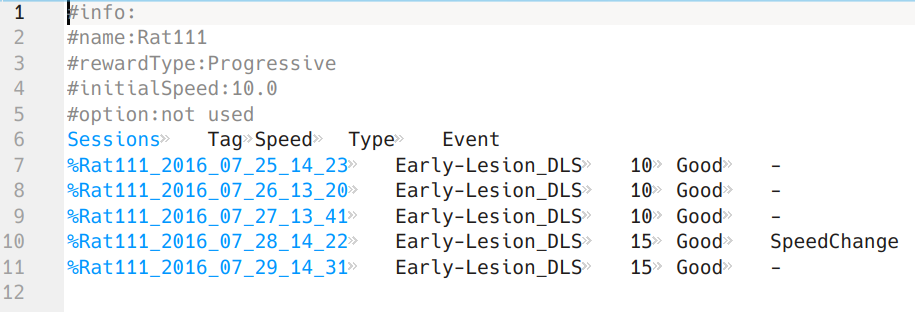 1 #info:
2 #name:Rat111
3 #rewardType:Progressive
4 #initialSpeed:10.0
5 #option:not used
6 Sessions» Tag»Speed» Type» Event
7 %Rat111_2016_07_25_14_23» Early-Lesion_DLS» 10» Good» -
8 %Rat111_2016_07_26_13_20» Early-Lesion_DLS» 10» Good» -
9 %Rat111_2016_07_27_13_41» Early-Lesion_DLS» 10» Good» -
10 %Rat111_2016_07_28_14_22» Early-Lesion_DLS» 15» Good» SpeedChange
11 %Rat111_2016_07_29_14_31» Early-Lesion_DLS» 15» Good» -
12